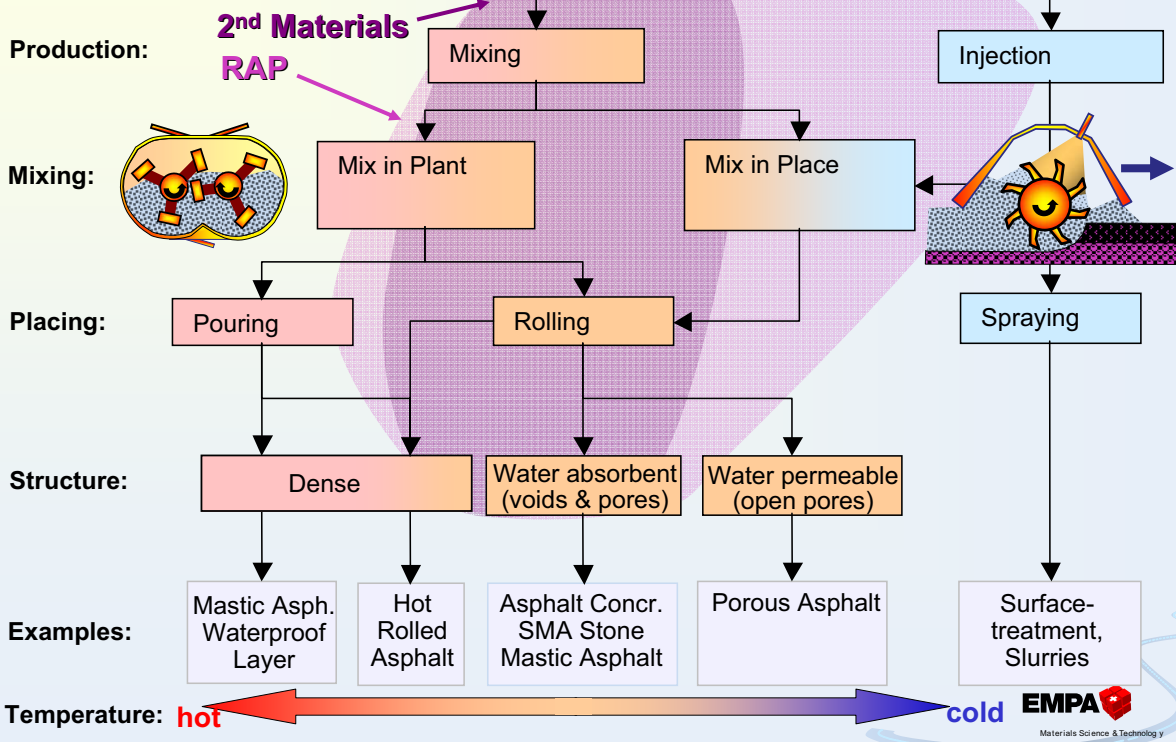 2nd Materials
RAP
Production:
Mixing
Injection
Mixing:
Mix in Plant
Mix in Place
Placing:
Pouring
Rolling
Spraying
Structure:
Dense
Water absorbent
(voids & pores)
Water permeable
(open pores)
Examples:
Mastic Asph.
Waterproof
Layer
Hot
Rolled
Asphalt
Asphalt Concr.
SMA Stone
Mastic Asphalt
Porous Asphalt
Surface-
treatment,
Slurries
Temperature:
hot
cold
EMPA
Materials Science & Technology